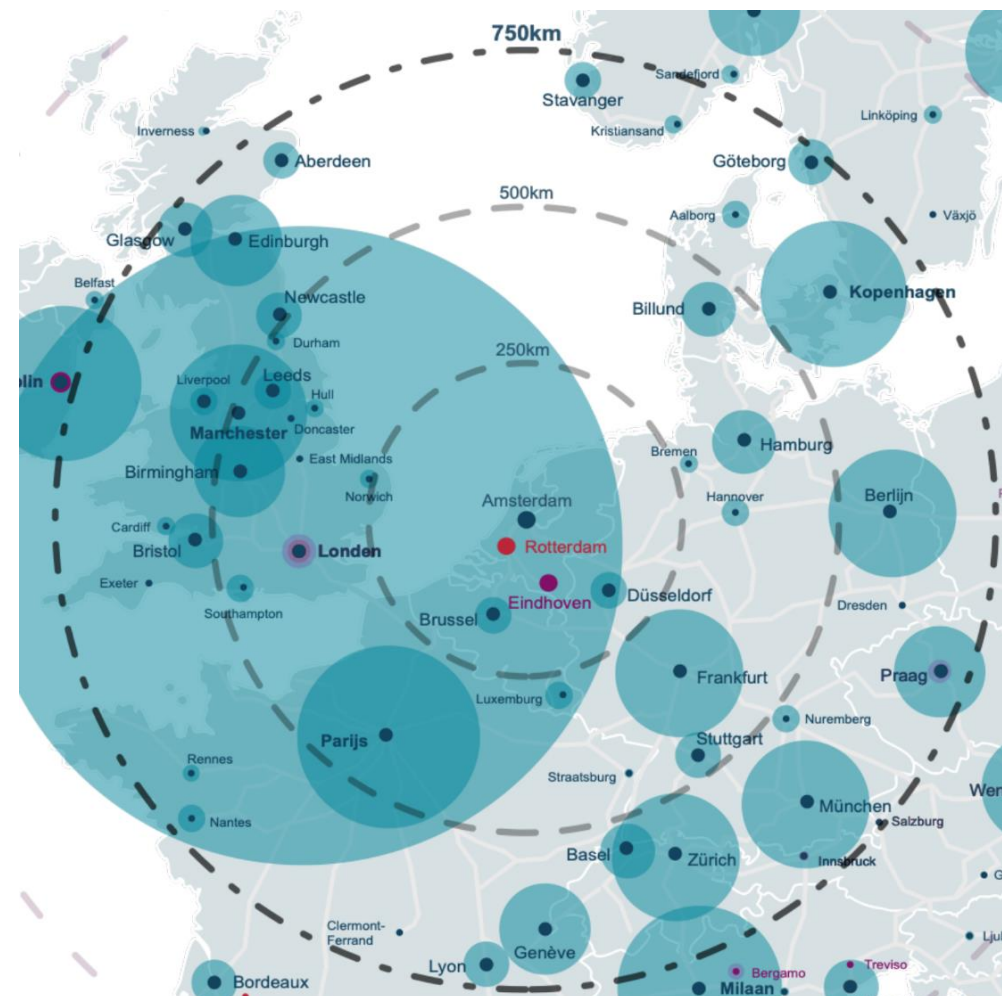 750km
Sandefjord
Stavanger
Linköping
Inverness
Kristiansand
Aberdeen
Göteborg
500km
Aalborg
Växjö
Glasgow
Edinburgh
Belfast
Newcastle
Kopenhagen
Billund
Durham
250km
Liverpool
Leeds
lin
Hull
Manchester
Doncaster
Hamburg
Bremen
East Midlands
Birmingham
Norwich
Hannover
Berlijn
Amsterdam
Cardiff
Bristol
Londen
Rotterdam
Exeter
Düsseldorf
Eindhoven
Southampton
Dresden
Brussel
Praag
Frankfurt
Luxemburg
Nuremberg
Parijs
Stuttgart
Rennes
Straatsburg
Wen
München
Nantes
Salzburg
Basel
Zürich
Innsbruck
G
Clermont-
Ferrand
Ljul
Genève
Lyon
Treviso
Bergamo
Bordeaux
Milaan